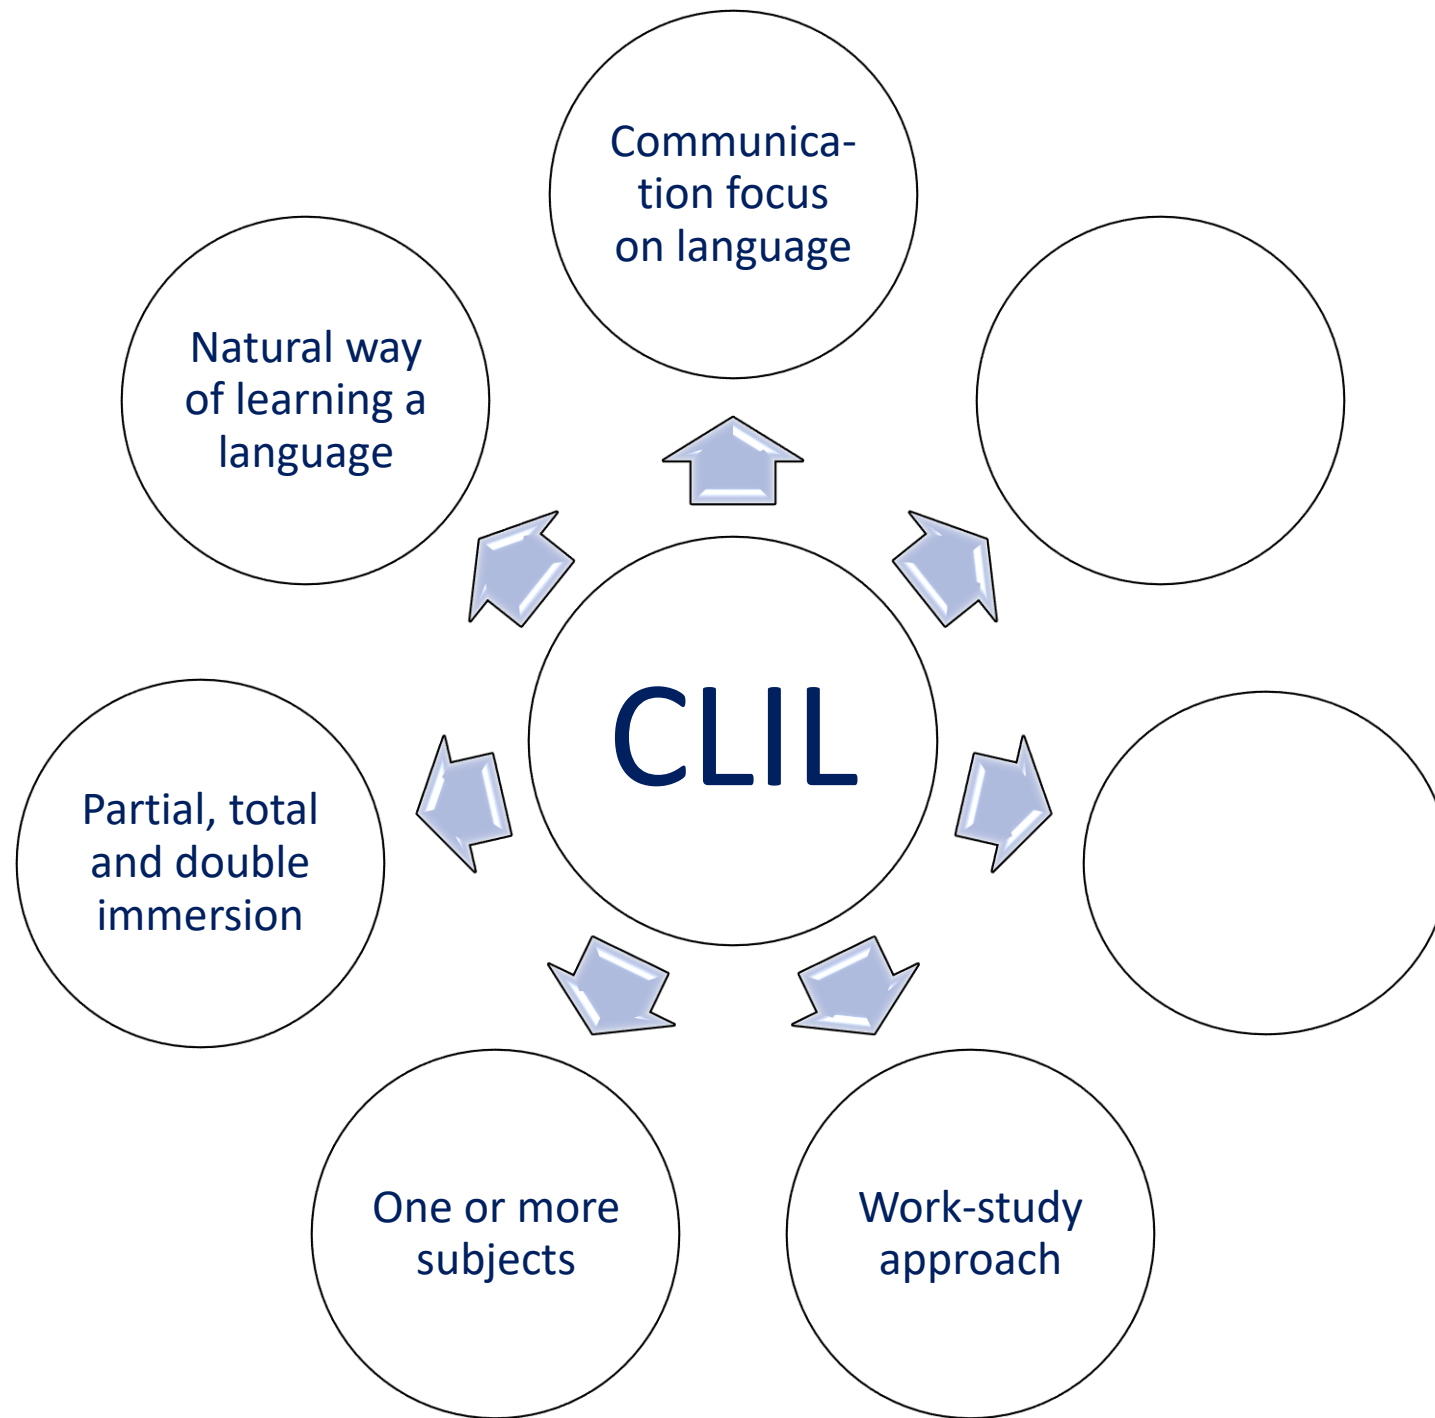 Communica-
tion focus
on language
Natural way
of learning a
language
CLIL
Partial, total
and double
immersion
One or more
subjects
Work-study
approach